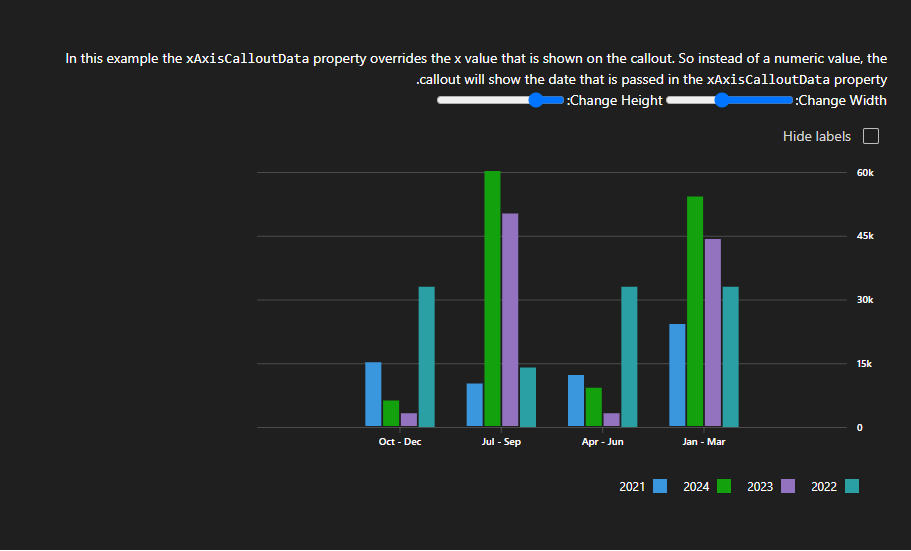 In this example the xAxisCalloutData property overrides the x value that is shown on the callout. So instead of a numeric value, the
.callout will show the date that is passed in the xAxisCalloutData property
:Change Height :Change Width
Hide labels
60k
45k
30k
15k
0
Oct - Dec Jul - Sep Apr - Jun Jan - Mar
2021 2024 2023 2022